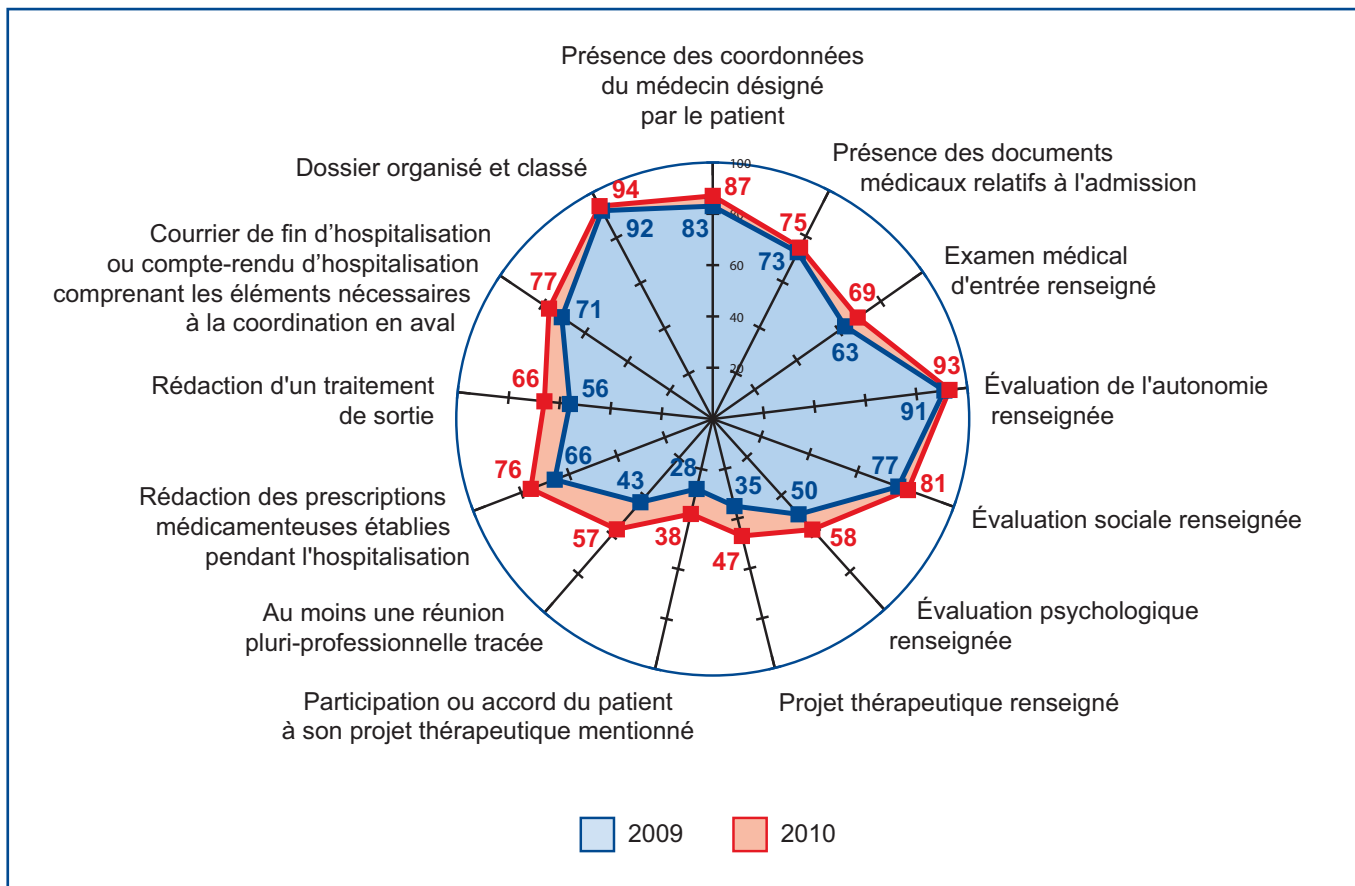 Présence des coordonnées
du médecin désigné
par le patient
Dossier organisé et classé
Présence des documents
médicaux relatifs à l'admission
Courrier de fin d’hospitalisation
ou compte-rendu d’hospitalisation
comprenant les éléments nécessaires
à la coordination en aval
Examen médical
d'entrée renseigné
Rédaction d'un traitement
de sortie
Évaluation de l'autonomie
renseignée
Rédaction des prescriptions
médicamenteuses établies
pendant l'hospitalisation
Évaluation sociale renseignée
Au moins une réunion
pluri-professionnelle tracée
Évaluation psychologique
renseignée
Participation ou accord du patient
à son projet thérapeutique mentionné
Projet thérapeutique renseigné
100
80
60
40
20
94
87
92
83
75
73
69
63
93
91
77
81
50
58
35
47
28
38
43
57
66
76
56
66
71
77
2009
2010